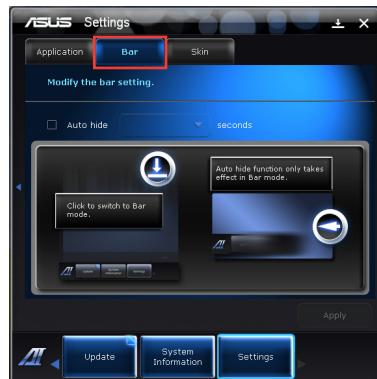 ASUS Settings
Application Bar Skin
Modify the bar setting.
Auto hide seconds
Click to switch to Bar
mode.
Auto hide function only takes
effect in Bar mode.
Apply
AI
Update
System
Information
Settings